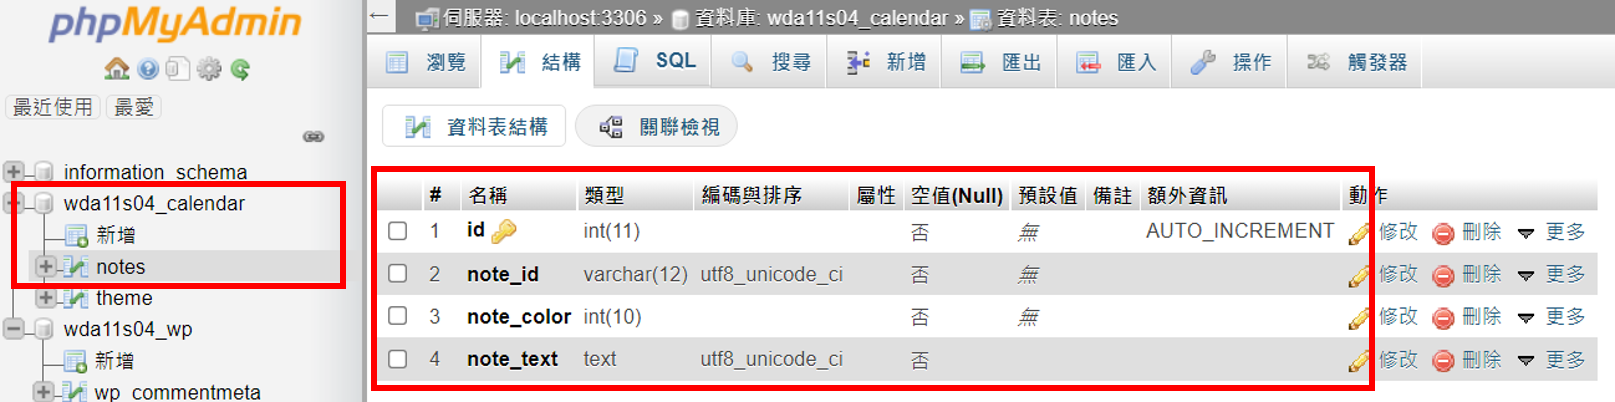 phpMyAdmin
最近使用 最愛
information_schema
wda11s04_calendar
新增
notes
theme
wda11s04_wp
新增
wp_commentmeta
← 伺服器: localhost:3306 » 資料庫: wda11s04_calendar » 資料表: notes
瀏覽 結構 SQL 搜尋 新增 匯出 匯入 操作 觸發器
資料表結構 關聯檢視
# 名稱 類型 編碼與排序 屬性 空值(Null) 預設值 備註 額外資訊 動作
1 id int(11) 否 無 AUTO_INCREMENT 修改 刪除 更多
2 note_id varchar(12) utf8_unicode_ci 否 無 修改 刪除 更多
3 note_color int(10) 否 無 修改 刪除 更多
4 note_text text utf8_unicode_ci 否 修改 刪除 更多